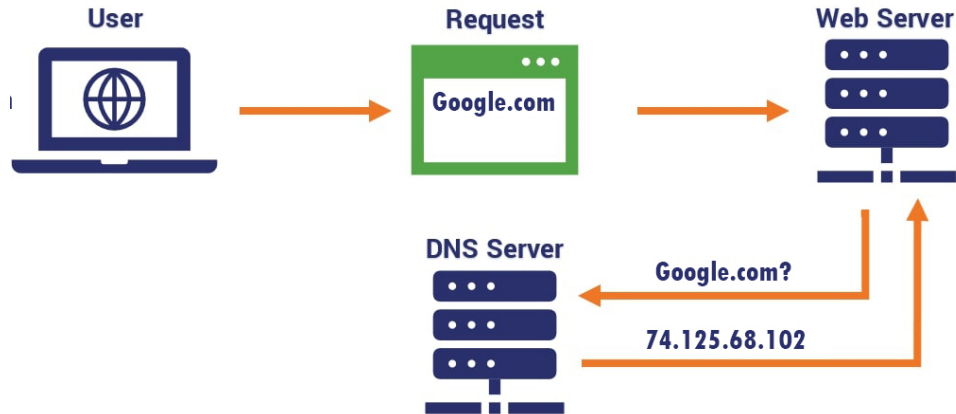 User
Request
Web Server
Google.com
DNS Server
Google.com?
74.125.68.102